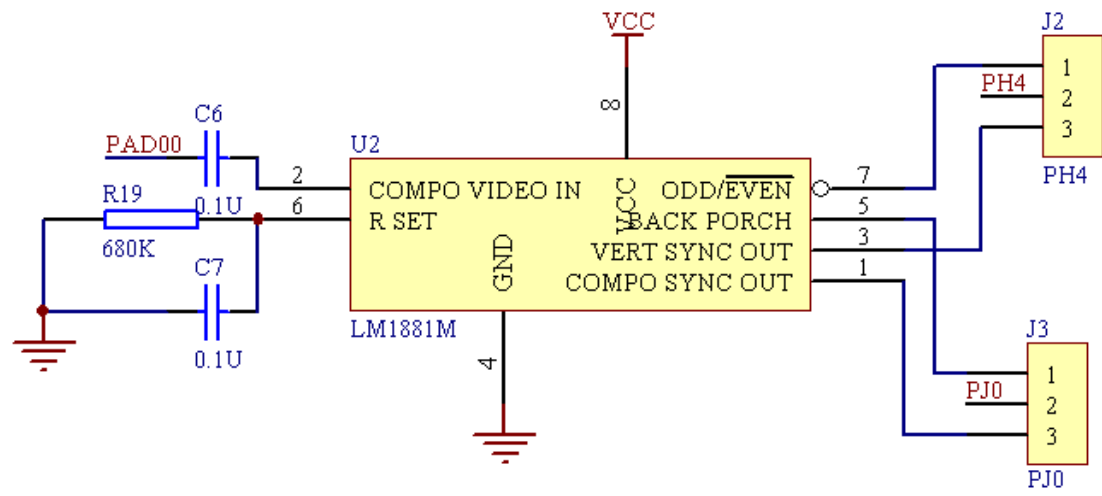 VCC
J2
1
PH4
2
3
PH4
C6
PAD00
0.1U
R19
680K
C7
0.1U
U2
8
2
COMPO VIDEO IN
6
R SET
VCC
GND
ODD/EVEN
7
BACK PORCH
5
VERT SYNC OUT
3
COMPO SYNC OUT
1
LM1881M
4
J3
1
PJ0
2
3
PJ0